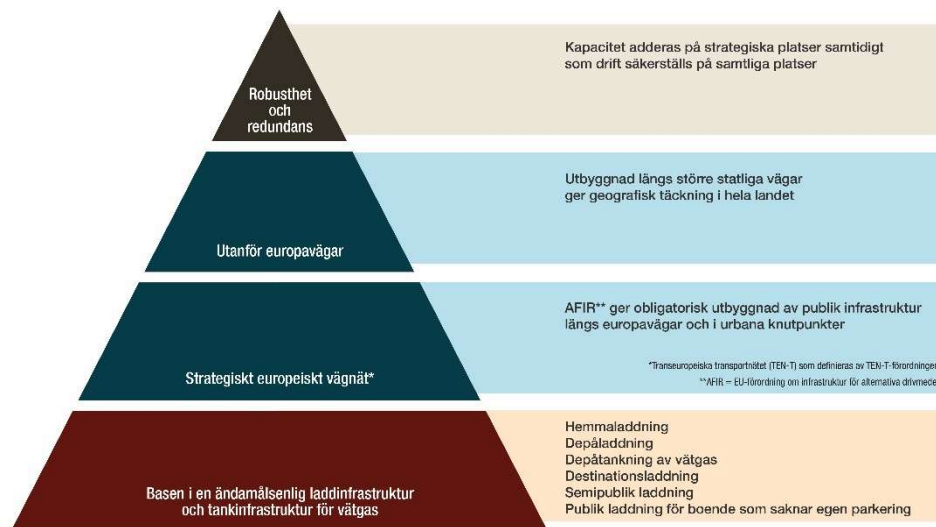 Robusthet
och
redundans
Kapacitet adderas på strategiska platser samtidigt
som drift säkerställs på samtliga platser
Utanför europavägar
Utbyggnad längs större statliga vägar
ger geografisk täckning i hela landet
Strategiskt europeiskt vägnät*
AFIR** ger obligatorisk utbyggnad av publik infrastruktur
längs europavägar och i urbana knutpunkter
*Transeuropeiska transportnätet (TEN-T) som definieras av TEN-T-förordningen
**AFIR = EU-förordning om infrastruktur för alternativa drivmedel
Basen i en ändamålsenlig laddinfrastruktur
och tankinfrastruktur för vätgas
Hemmaladdning
Depåladdning
Depåtankning av vätgas
Destinationsladdning
Semipublik laddning
Publik laddning för boende som saknar egen parkering